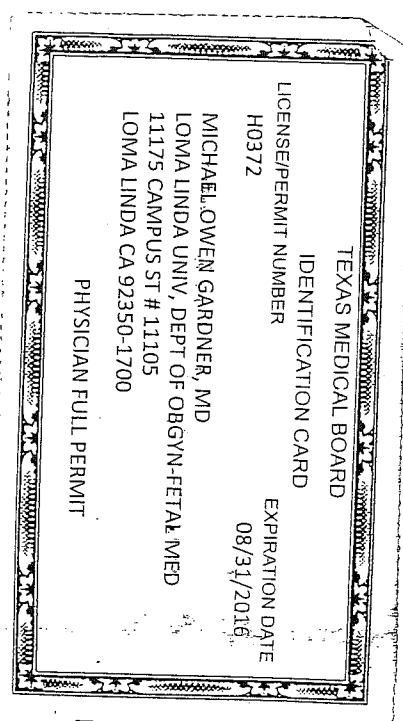 TEXAS MEDICAL BOARD
IDENTIFICATION CARD
LICENSE/PERMIT NUMBER EXPIRATION DATE
H0372 08/31/2016
MICHAEL OWEN GARDNER, MD
LOMA LINDA UNIV, DEPT OF OBGYN-FETAL MED
11175 CAMPUS ST # 11105
LOMA LINDA CA 92350-1700
PHYSICIAN FULL PERMIT